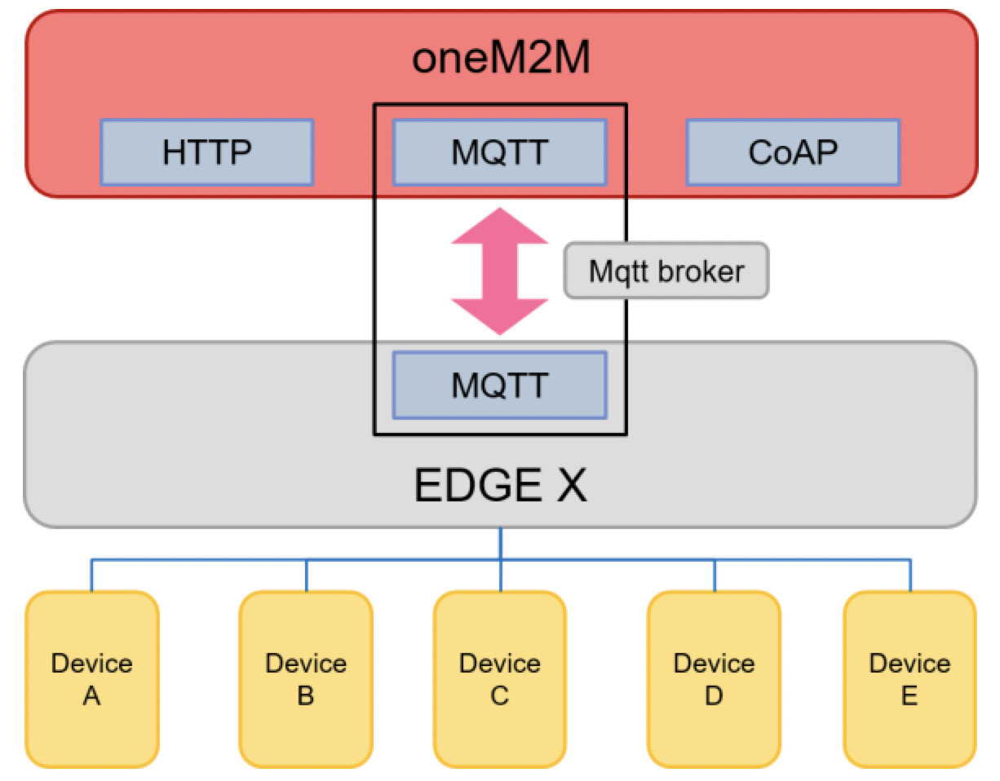 oneM2M
HTTP
MQTT
CoAP
Mqtt broker
MQTT
EDGE X
Device
A
Device
B
Device
C
Device
D
Device
E